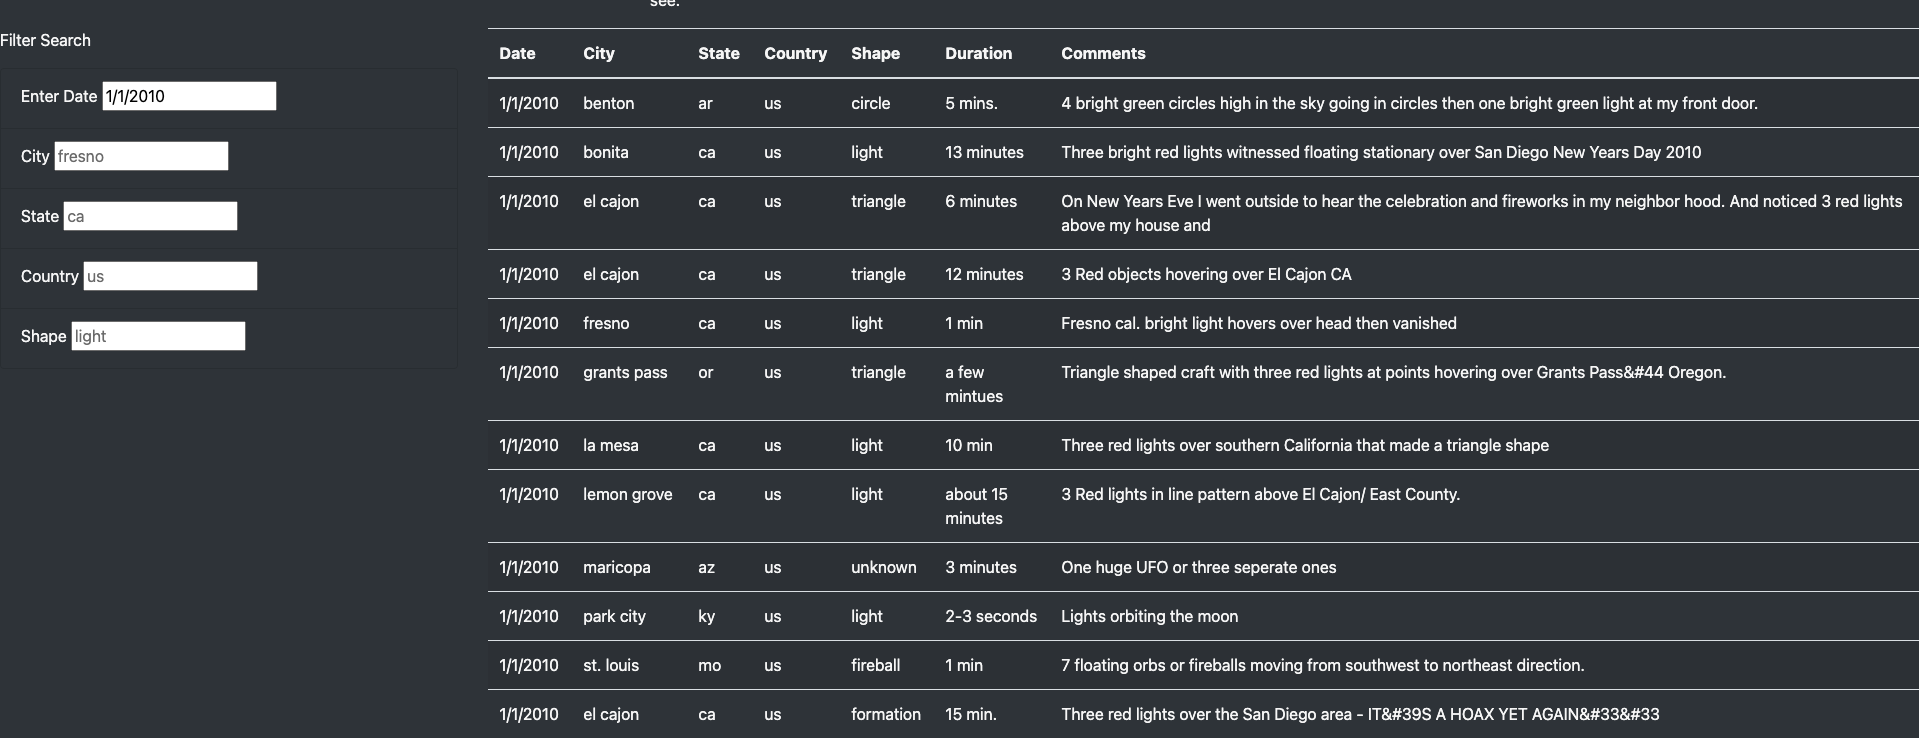 see.
Filter Search
Enter Date 1/1/2010
City fresno
State ca
Country us
Shape light
Date City State Country Shape Duration Comments
1/1/2010 benton ar us circle 5 mins. 4 bright green circles high in the sky going in circles then one bright green light at my front door.
1/1/2010 bonita ca us light 13 minutes Three bright red lights witnessed floating stationary over San Diego New Years Day 2010
1/1/2010 el cajon ca us triangle 6 minutes On New Years Eve I went outside to hear the celebration and fireworks in my neighbor hood. And noticed 3 red lights
above my house and
1/1/2010 el cajon ca us triangle 12 minutes 3 Red objects hovering over El Cajon CA
1/1/2010 fresno ca us light 1 min Fresno cal. bright light hovers over head then vanished
1/1/2010 grants pass or us triangle a few Triangle shaped craft with three red lights at points hovering over Grants Pass&#44 Oregon.
mintues
1/1/2010 la mesa ca us light 10 min Three red lights over southern California that made a triangle shape
1/1/2010 lemon grove ca us light about 15 3 Red lights in line pattern above El Cajon/ East County.
minutes
1/1/2010 maricopa az us unknown 3 minutes One huge UFO or three seperate ones
1/1/2010 park city ky us light 2-3 seconds Lights orbiting the moon
1/1/2010 st. louis mo us fireball 1 min 7 floating orbs or fireballs moving from southwest to northeast direction.
1/1/2010 el cajon ca us formation 15 min. Three red lights over the San Diego area - IT&#39S A HOAX YET AGAIN&#33&#33